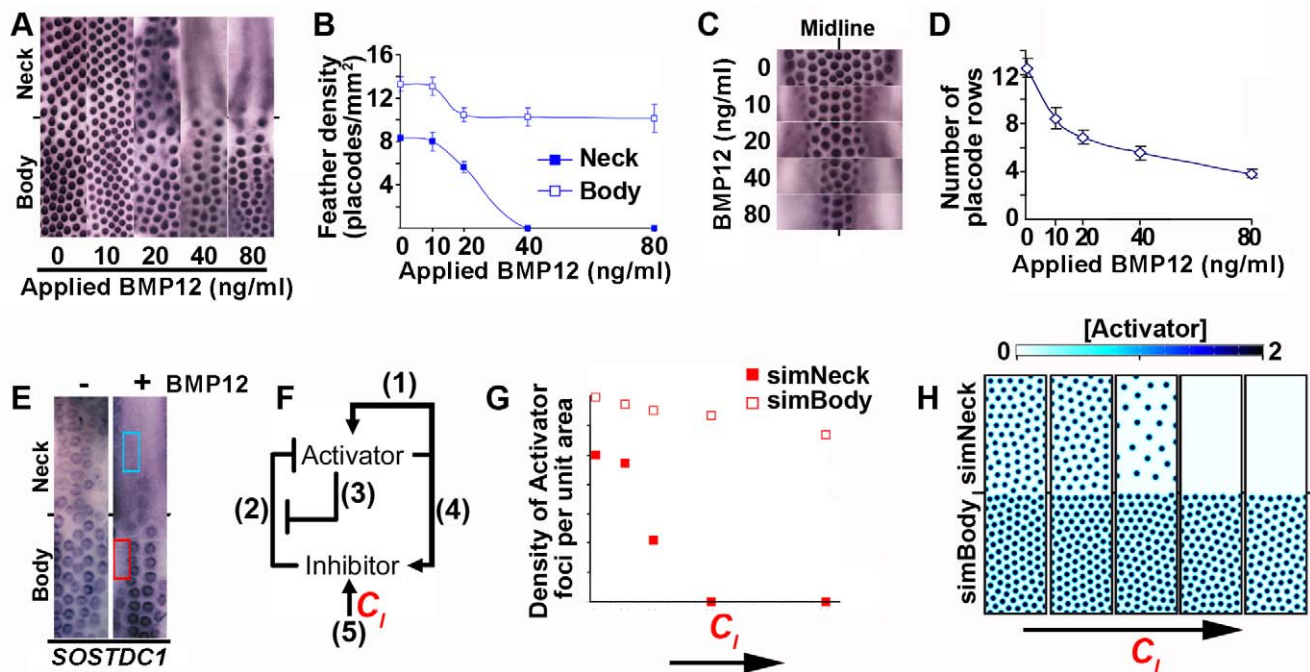 A
Neck
Body
0 10 20 40 80
Applied BMP12 (ng/ml)
B
Feather density
(placodes/mm²)
16
12
8
4
Neck
Body
0 10 20 40 80
Applied BMP12 (ng/ml)
C
Midline
BMP12 (ng/ml)
0
10
20
40
80
D
Number of
placode rows
12
8
4
0
0 10 20 40 80
Applied BMP12 (ng/ml)
E
- + BMP12
Neck
Body
SOSTDC1
F
(1)
Activator
(2) (3) (4)
Inhibitor
C_I
(5)
G
simNeck
simBody
Density of Activator
foci per unit area
C_I
H
[Activator]
0 2
simNeck
simBody
C_I